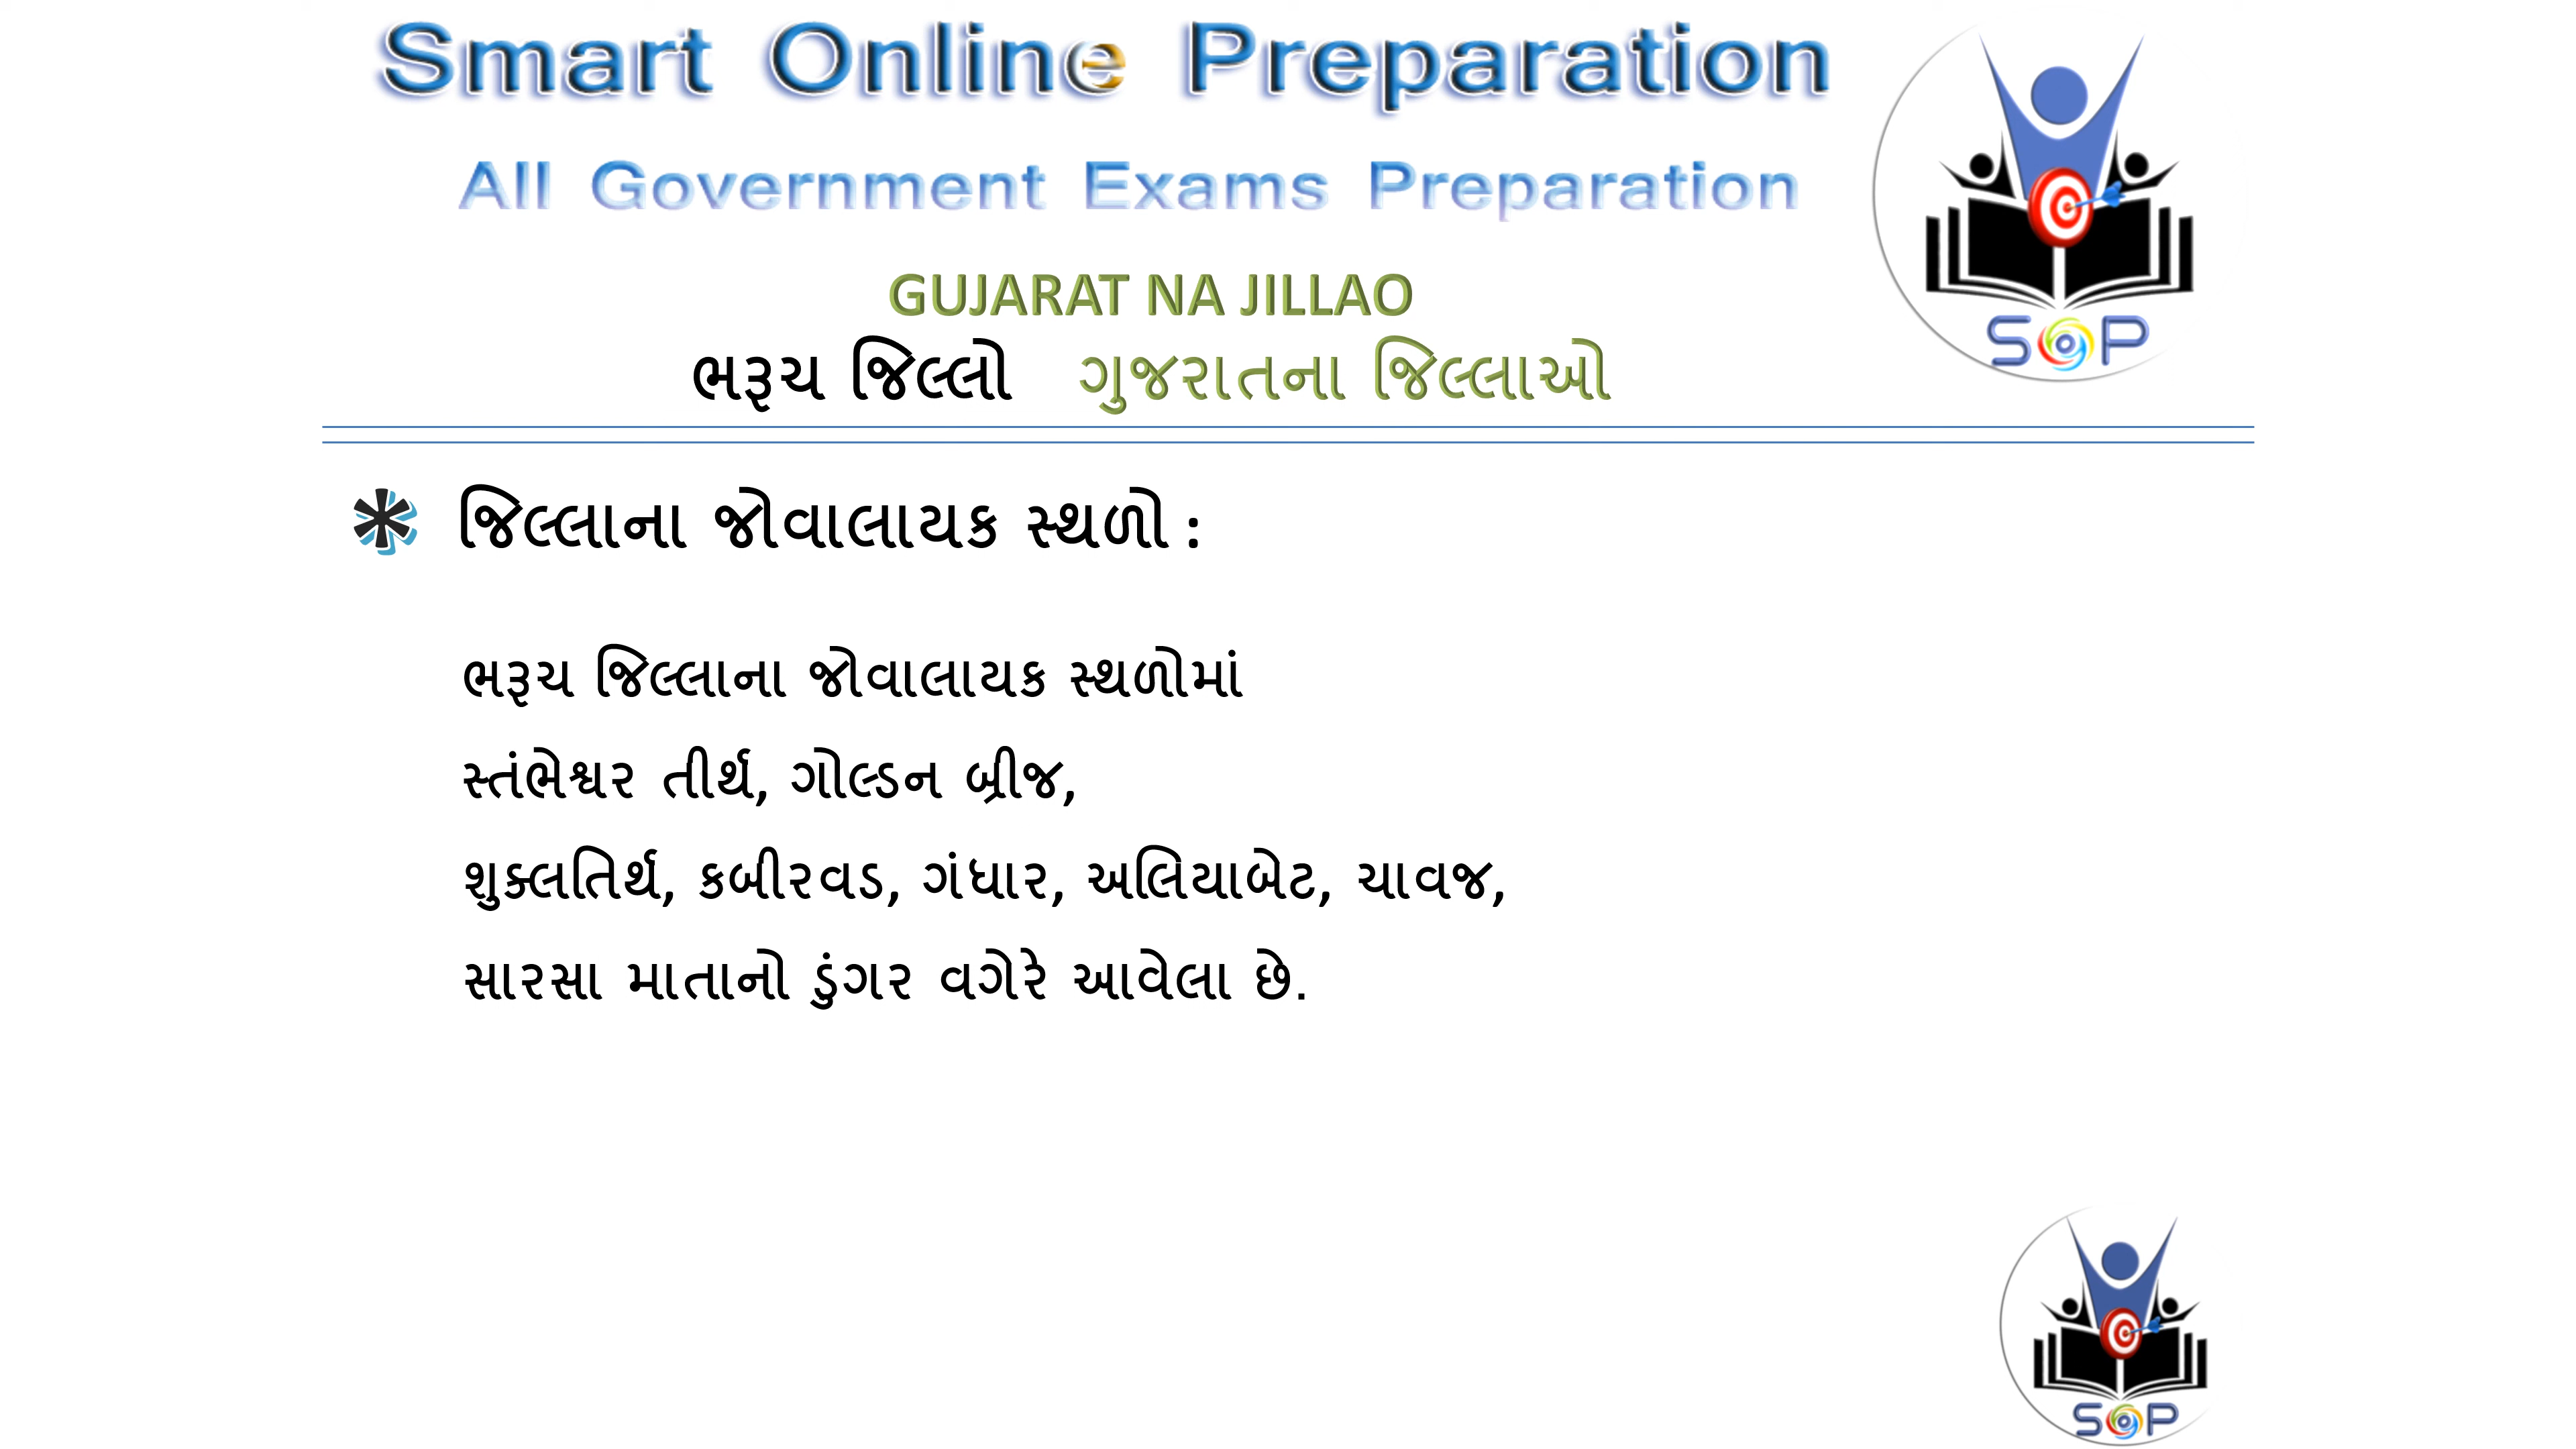 Smart Online Preparation
All Government Exams Preparation
GUJARAT NA JILLAO
ભરૂચ જિલ્લો ગુજરાતના જિલ્લાઓ
S@P
જિલ્લાના જોવાલાયક સ્થળો :
ભરૂચ જિલ્લાના જોવાલાયક સ્થળોમાં
સ્તંભેશ્વર તીર્થ, ગોલ્ડન બ્રીજ,
શુક્લતિર્થ, કબીરવડ, ગંધાર, અલિયાબેટ, ચાવજ,
સારસા માતાનો ડુંગર વગેરે આવેલા છે.
S@P